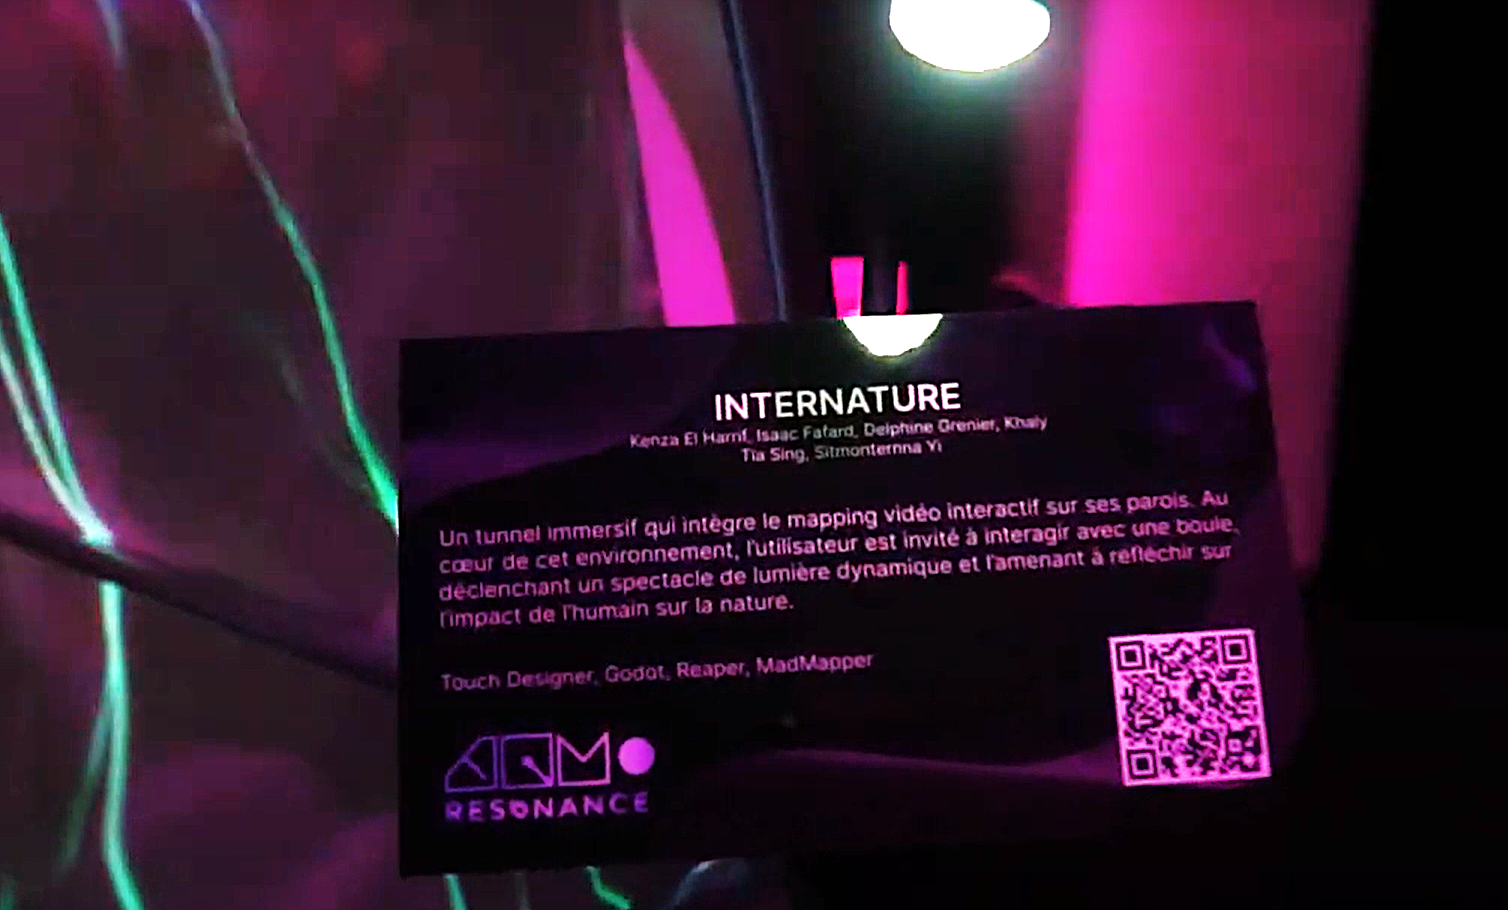 INTERNATURE
Kenza El Harrif, Isaac Fafard, Delphine Grenier, Khaly
Tia Sing, Sitmonternna Yi
Un tunnel immersif qui intègre le mapping vidéo interactif sur ses parois. Au
cœur de cet environnement, l'utilisateur est invité à interagir avec une boule,
déclenchant un spectacle de lumière dynamique et l'amenant à réfléchir sur
l'impact de l'humain sur la nature.
Touch Designer, Godot, Reaper, MadMapper
RESONANCE